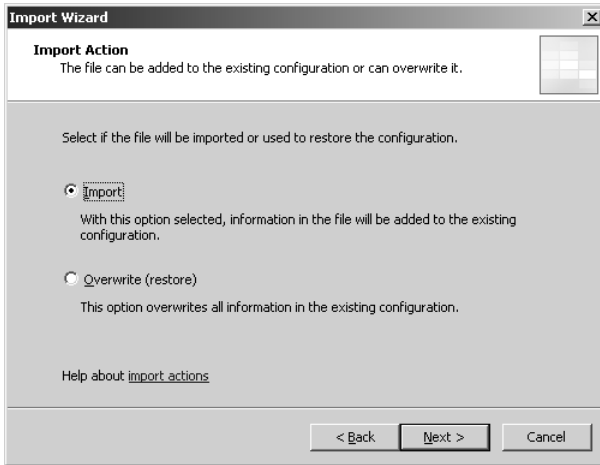 Import Wizard
Import Action
The file can be added to the existing configuration or can overwrite it.
Select if the file will be imported or used to restore the configuration.
Import
With this option selected, information in the file will be added to the existing
configuration.
Overwrite (restore)
This option overwrites all information in the existing configuration.
Help about import actions
< Back Next > Cancel